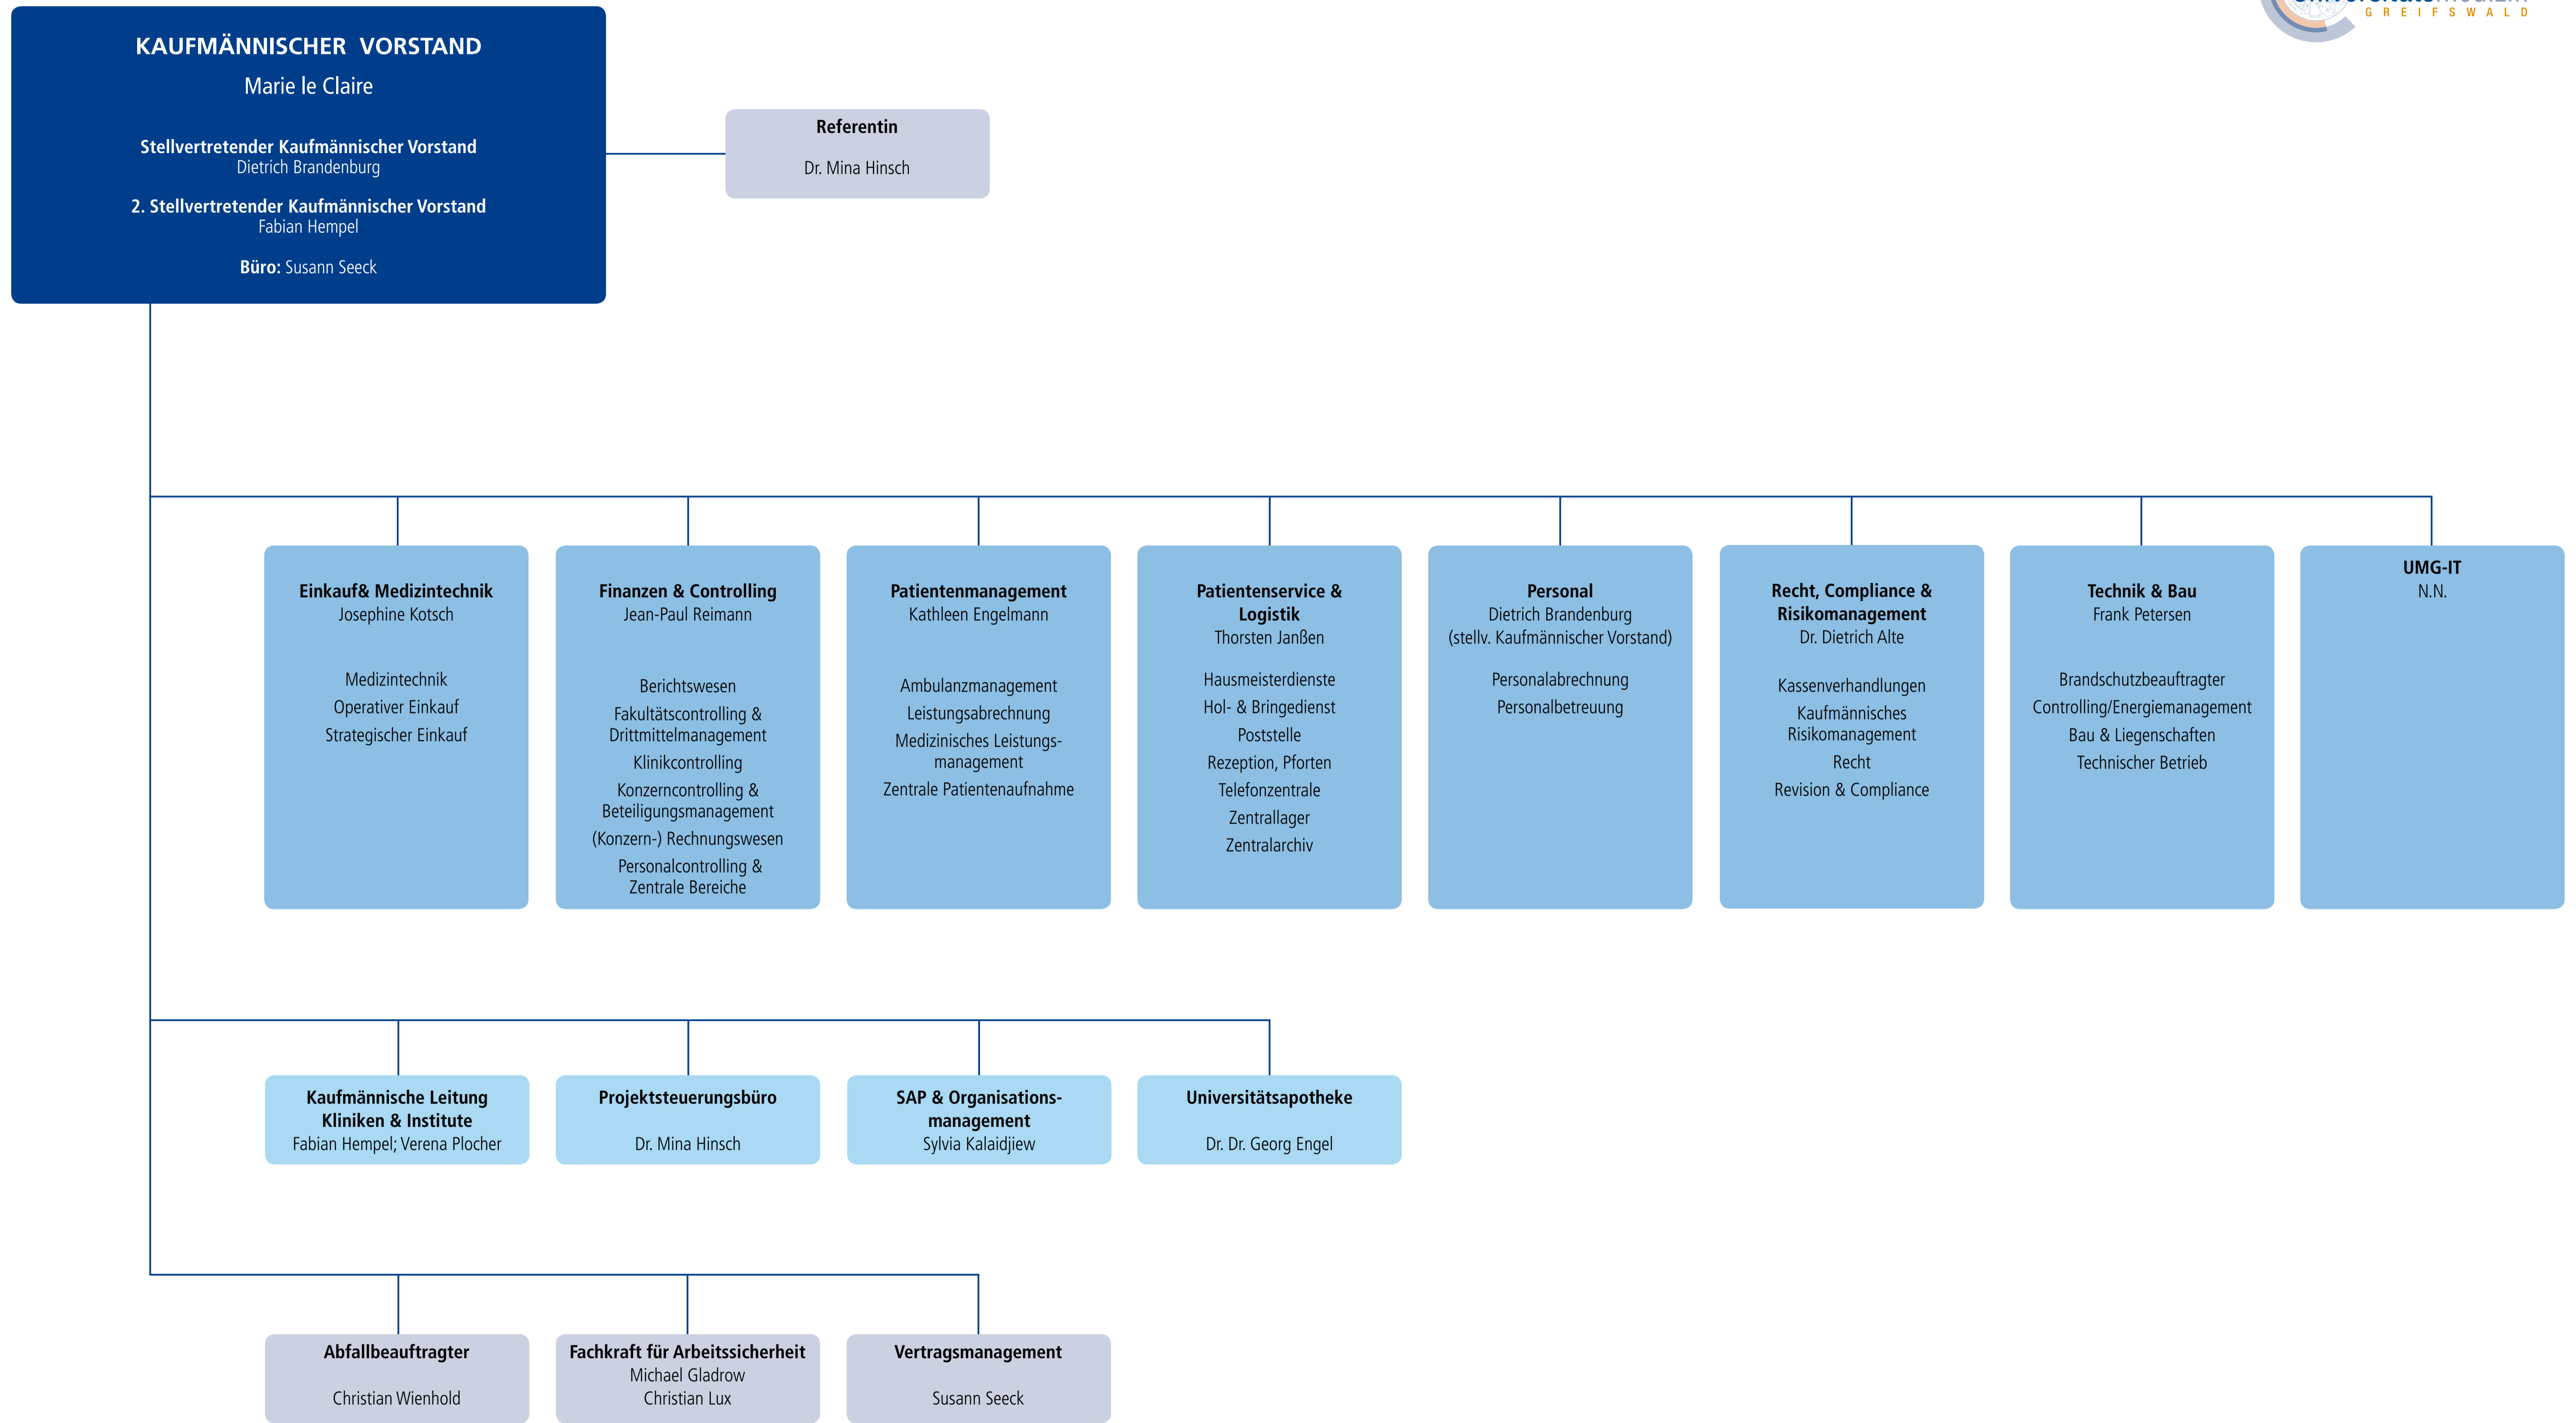 GREIFSWALD
KAUFMÄNNISCHER VORSTAND
Marie le Claire
Stellvertretender Kaufmännischer Vorstand
Dietrich Brandenburg
2. Stellvertretender Kaufmännischer Vorstand
Fabian Hempel
Büro: Susann Seeck
Referentin
Dr. Mina Hinsch
Einkauf& Medizintechnik
Josephine Kotsch
Medizintechnik
Operativer Einkauf
Strategischer Einkauf
Finanzen & Controlling
Jean-Paul Reimann
Berichtswesen
Fakultätscontrolling &
Drittmittelmanagement
Klinikcontrolling
Konzerncontrolling &
Beteiligungsmanagement
(Konzern-) Rechnungswesen
Personalcontrolling &
Zentrale Bereiche
Patientenmanagement
Kathleen Engelmann
Ambulanzmanagement
Leistungsabrechnung
Medizinisches Leistungs-
management
Zentrale Patientenaufnahme
Patientenservice &
Logistik
Thorsten Janßen
Hausmeisterdienste
Hol- & Bringedienst
Poststelle
Rezeption, Pforten
Telefonzentrale
Zentrallager
Zentralarchiv
Personal
Dietrich Brandenburg
(stellv. Kaufmännischer Vorstand)
Personalabrechnung
Personalbetreuung
Recht, Compliance &
Risikomanagement
Dr. Dietrich Alte
Kassenverhandlungen
Kaufmännisches
Risikomanagement
Recht
Revision & Compliance
Technik & Bau
Frank Petersen
Brandschutzbeauftragter
Controlling/Energiemanagement
Bau & Liegenschaften
Technischer Betrieb
UMG-IT
N.N.
Kaufmännische Leitung
Kliniken & Institute
Fabian Hempel; Verena Plocher
Projektsteuerungsbüro
Dr. Mina Hinsch
SAP & Organisations-
management
Sylvia Kalaidjiew
Universitätsapotheke
Dr. Dr. Georg Engel
Abfallbeauftragter
Christian Wienhold
Fachkraft für Arbeitssicherheit
Michael Gladrow
Christian Lux
Vertragsmanagement
Susann Seeck